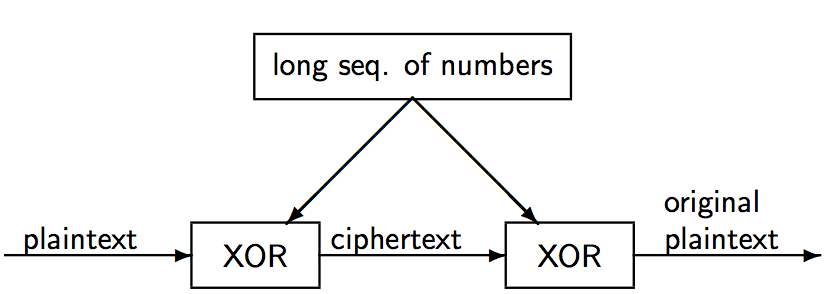 long seq. of numbers
original
plaintext
XOR
ciphertext
XOR
plaintext